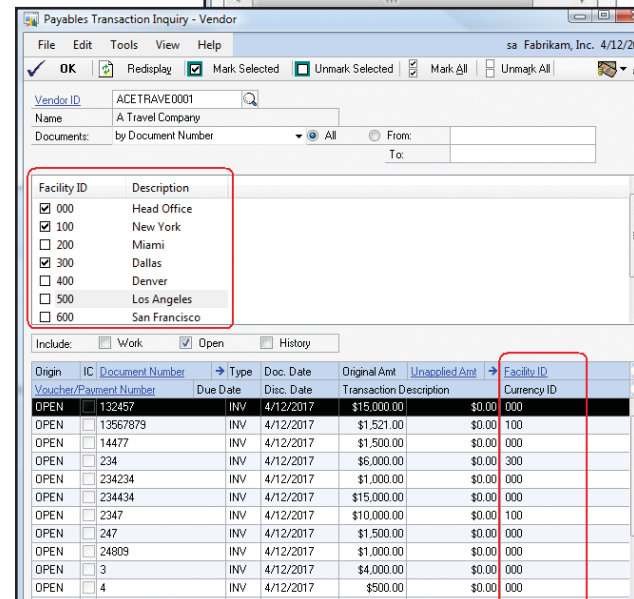 Payables Transaction Inquiry - Vendor
File Edit Tools View Help sa Fabrikam, Inc. 4/12/20
OK Redisplay Mark Selected Unmark Selected Mark All Unmark All
Vendor ID ACETRAVE0001
Name A Travel Company
Documents: by Document Number All From:
To:
Facility ID Description
000 Head Office
100 New York
200 Miami
300 Dallas
400 Denver
500 Los Angeles
600 San Francisco
Include: Work Open History
Origin IC Document Number Type Doc. Date Original Amt Unapplied Amt Facility ID
Voucher/Payment Number Due Date Disc. Date Transaction Description Currency ID
OPEN 132457 INV 4/12/2017 $15,000.00 $0.00 000
OPEN 13567879 INV 4/12/2017 $1,521.00 $0.00 100
OPEN 14477 INV 4/12/2017 $1,500.00 $0.00 000
OPEN 234 INV 4/12/2017 $6,000.00 $0.00 300
OPEN 234234 INV 4/12/2017 $1,000.00 $0.00 000
OPEN 234434 INV 4/12/2017 $15,000.00 $0.00 000
OPEN 2347 INV 4/12/2017 $10,000.00 $0.00 100
OPEN 247 INV 4/12/2017 $1,500.00 $0.00 000
OPEN 24809 INV 4/12/2017 $1,000.00 $0.00 000
OPEN 3 INV 4/12/2017 $4,000.00 $0.00 000
OPEN 4 INV 4/12/2017 $500.00 $0.00 000